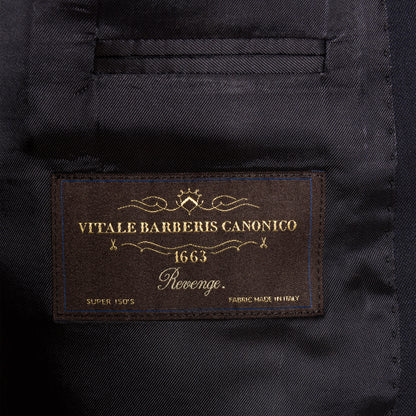 VITALE BARBERIS CANONICO
1663
Revenge.
SUPER 150'S FABRIC MADE IN ITALY